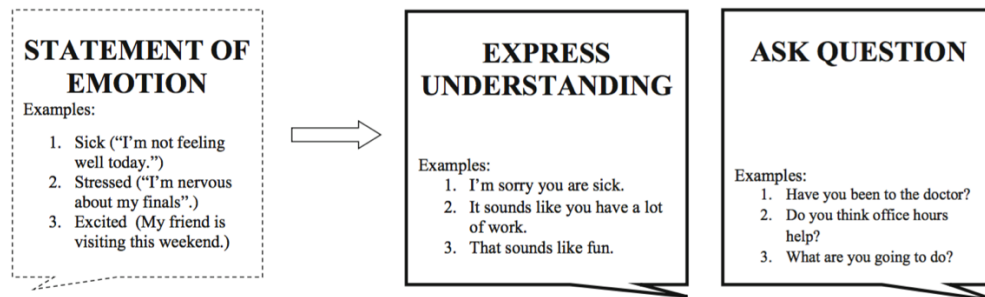 STATEMENT OF
EMOTION
Examples:
1. Sick (“I’m not feeling
well today.”)
2. Stressed (“I’m nervous
about my finals”.)
3. Excited (My friend is
visiting this weekend.)
EXPRESS
UNDERSTANDING
Examples:
1. I’m sorry you are sick.
2. It sounds like you have a lot
of work.
3. That sounds like fun.
ASK QUESTION
Examples:
1. Have you been to the doctor?
2. Do you think office hours
help?
3. What are you going to do?